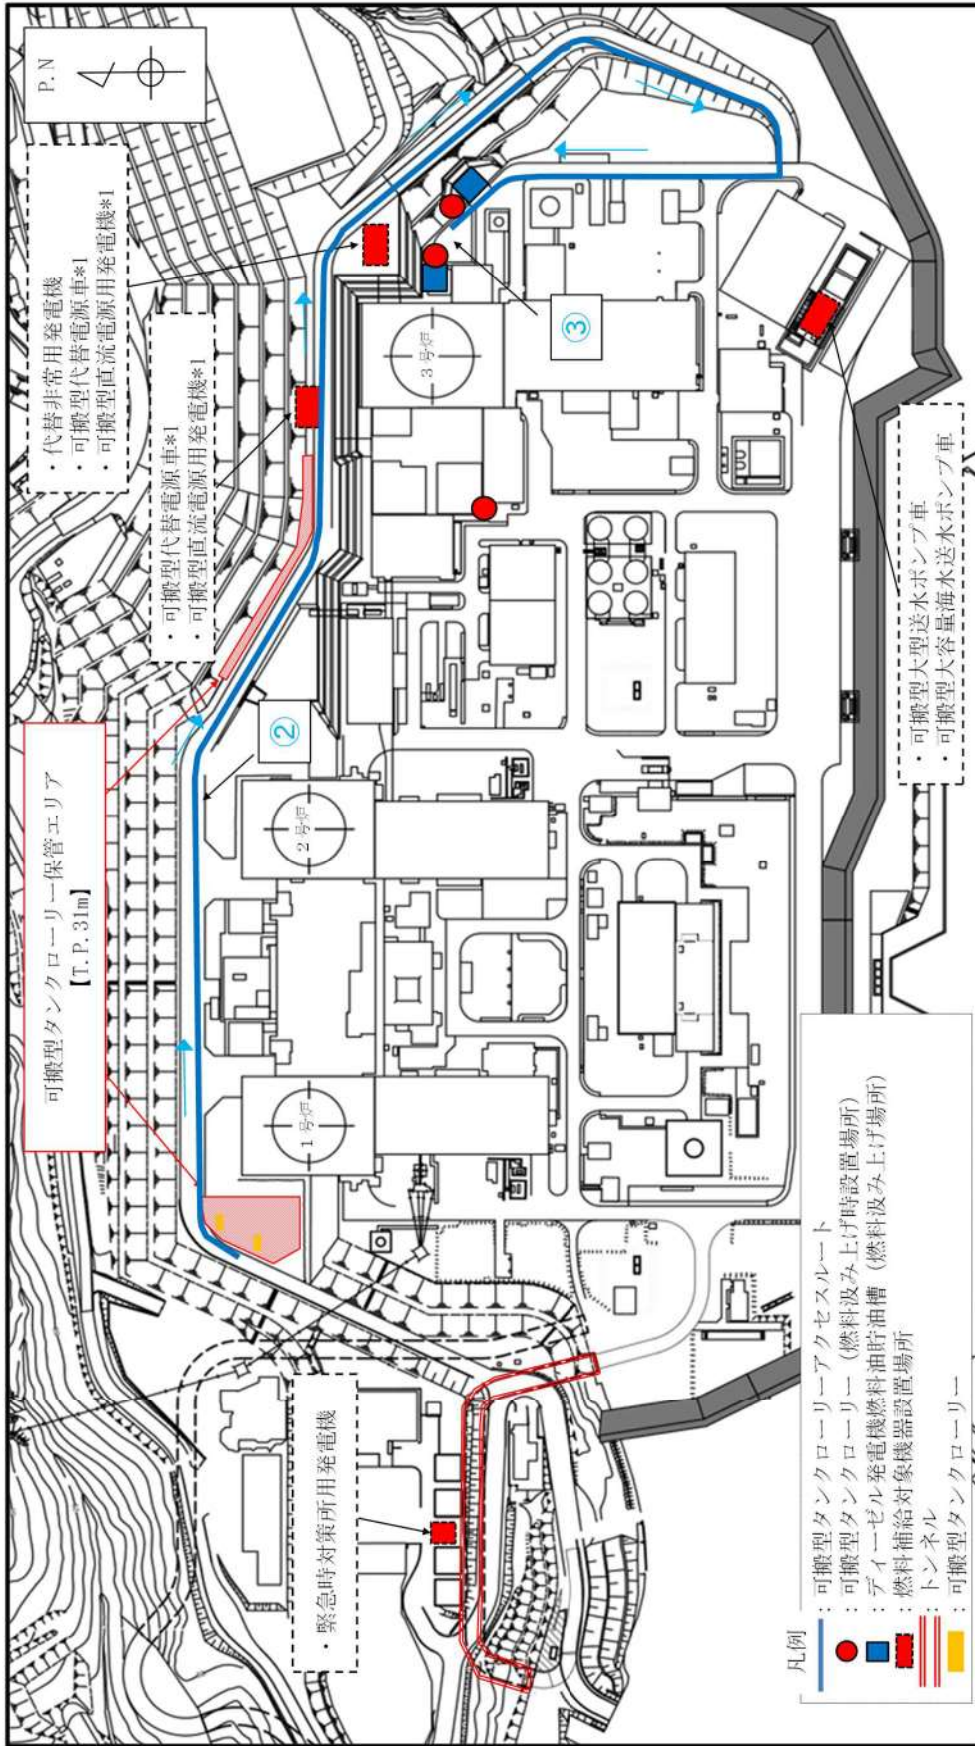 P.N
・代替非常用発電機
・可搬型代替電源車*1
・可搬型直流電源用発電機*1
・可搬型代替電源車*1
・可搬型直流電源用発電機*1
可搬型タンクローリー保管エリア
【T.P.31m】
②
③
1号炉
2号炉
3号炉
・緊急時対策所用発電機
・可搬型大型送水ポンプ車
・可搬型大容量海水送水ポンプ車
凡例
：可搬型タンクローリーアクセスルート
：可搬型タンクローリー（燃料汲み上げ時設置場所）
：ディーゼル発電機燃料油貯油槽（燃料汲み上げ場所）
：燃料補給対象機器設置場所
：トンネル
：可搬型タンクローリー